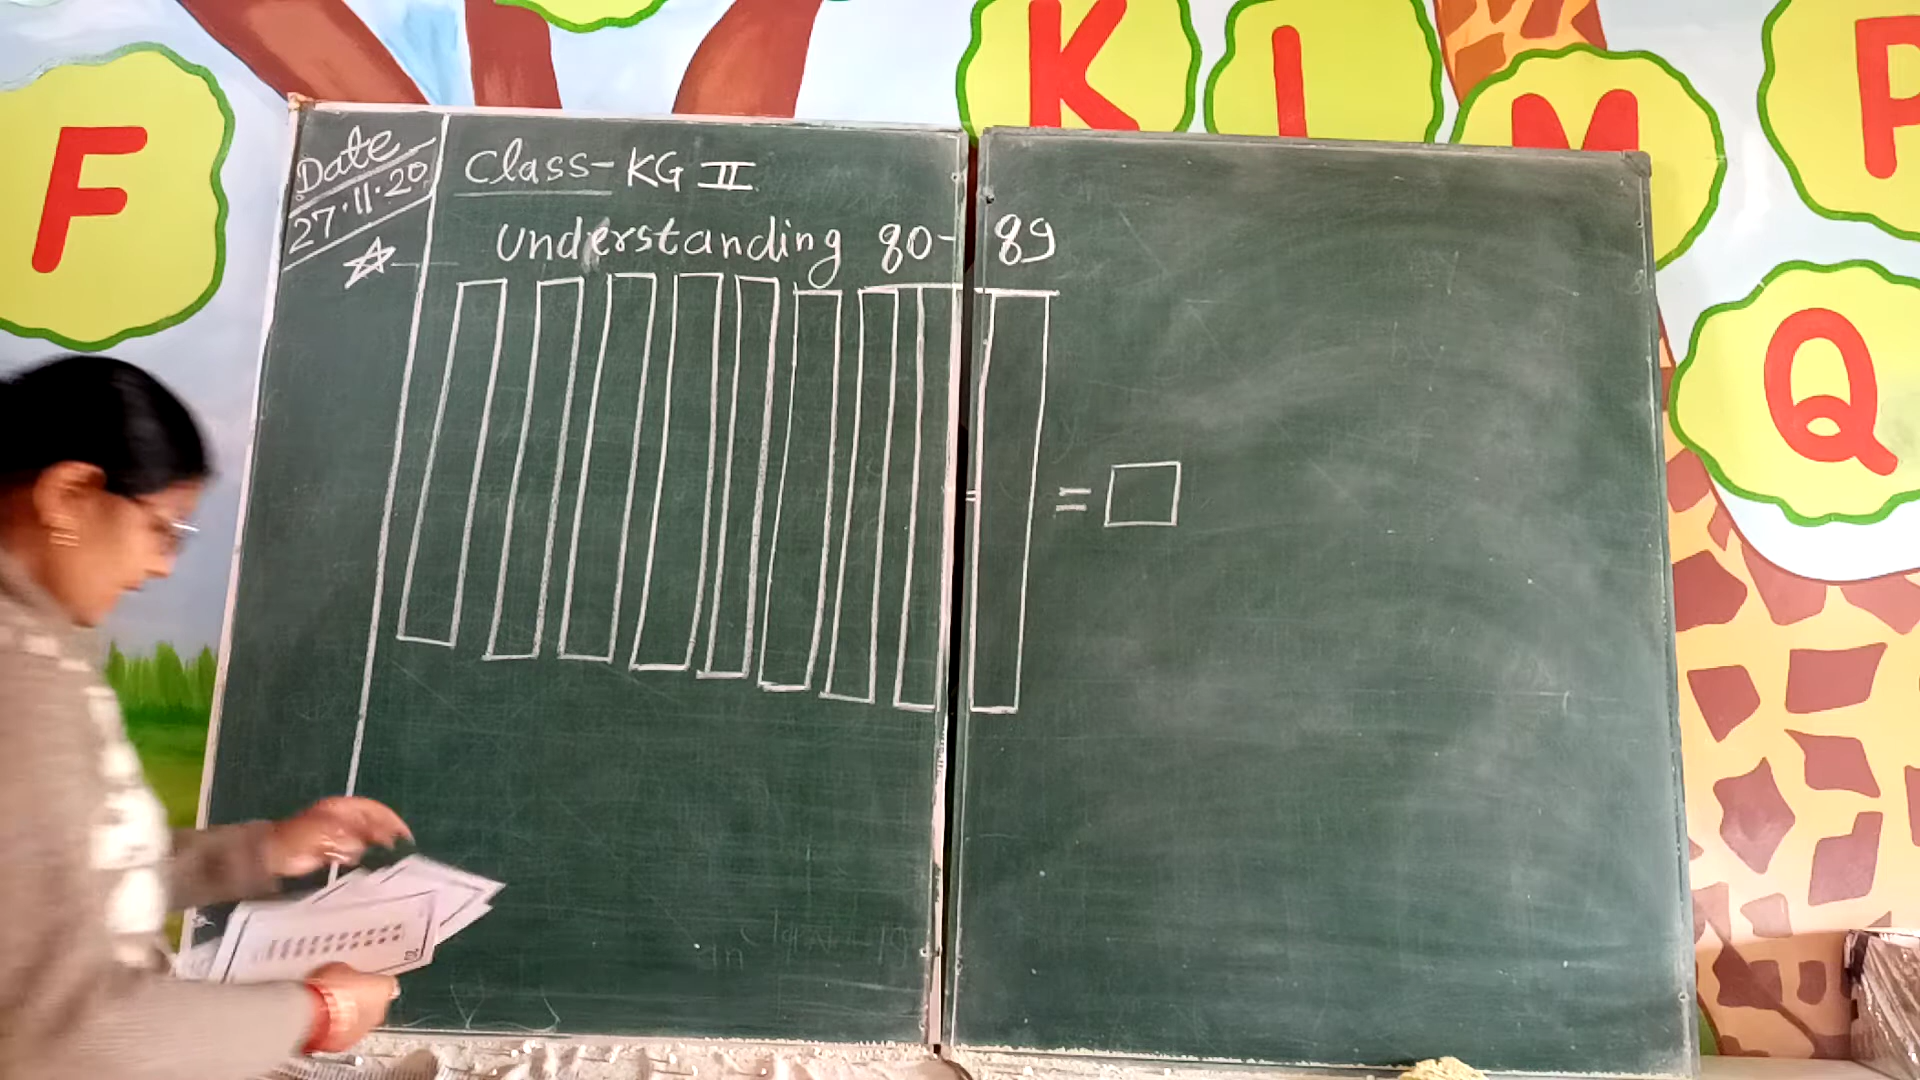 F
K
L
M
P
Q
Date
27.11.20
Class- KG II
Understanding 80- 89
=